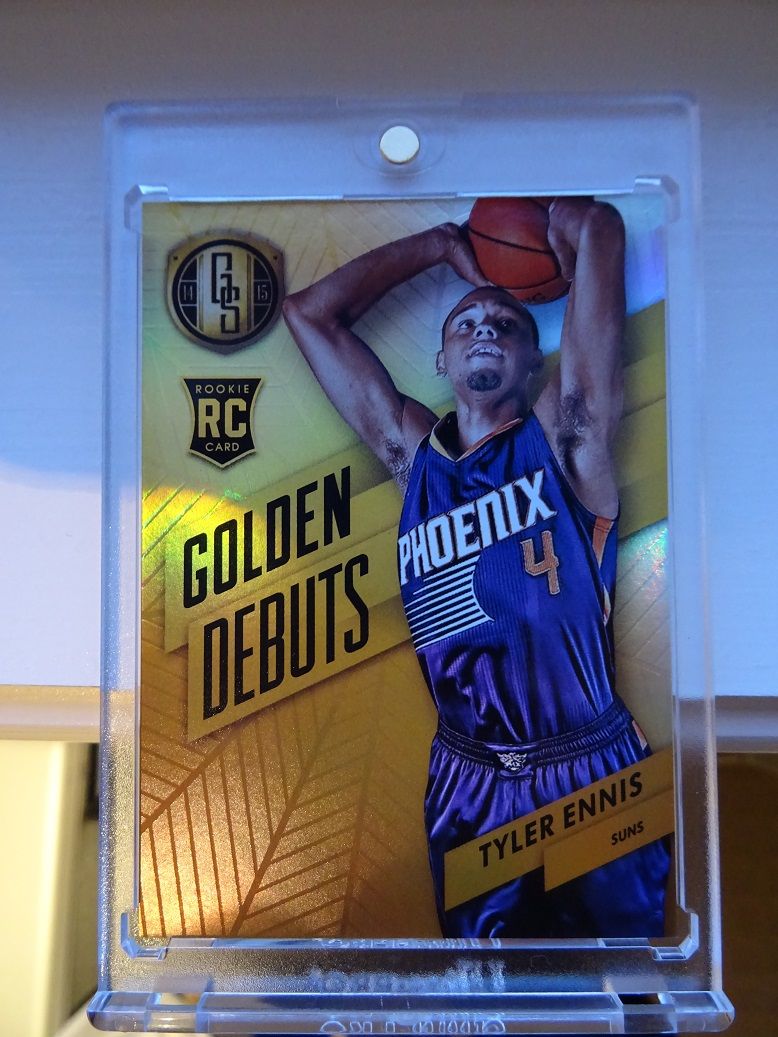 14 GS 15
ROOKIE
RC
CARD
GOLDEN
DEBUTS
PHOENIX
4
TYLER ENNIS
SUNS